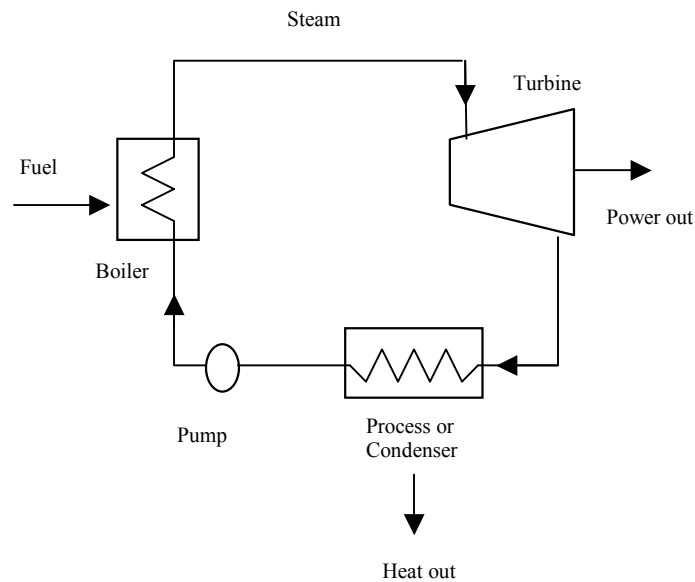 Steam
Turbine
Fuel
Power out
Boiler
Process or
Condenser
Pump
Heat out